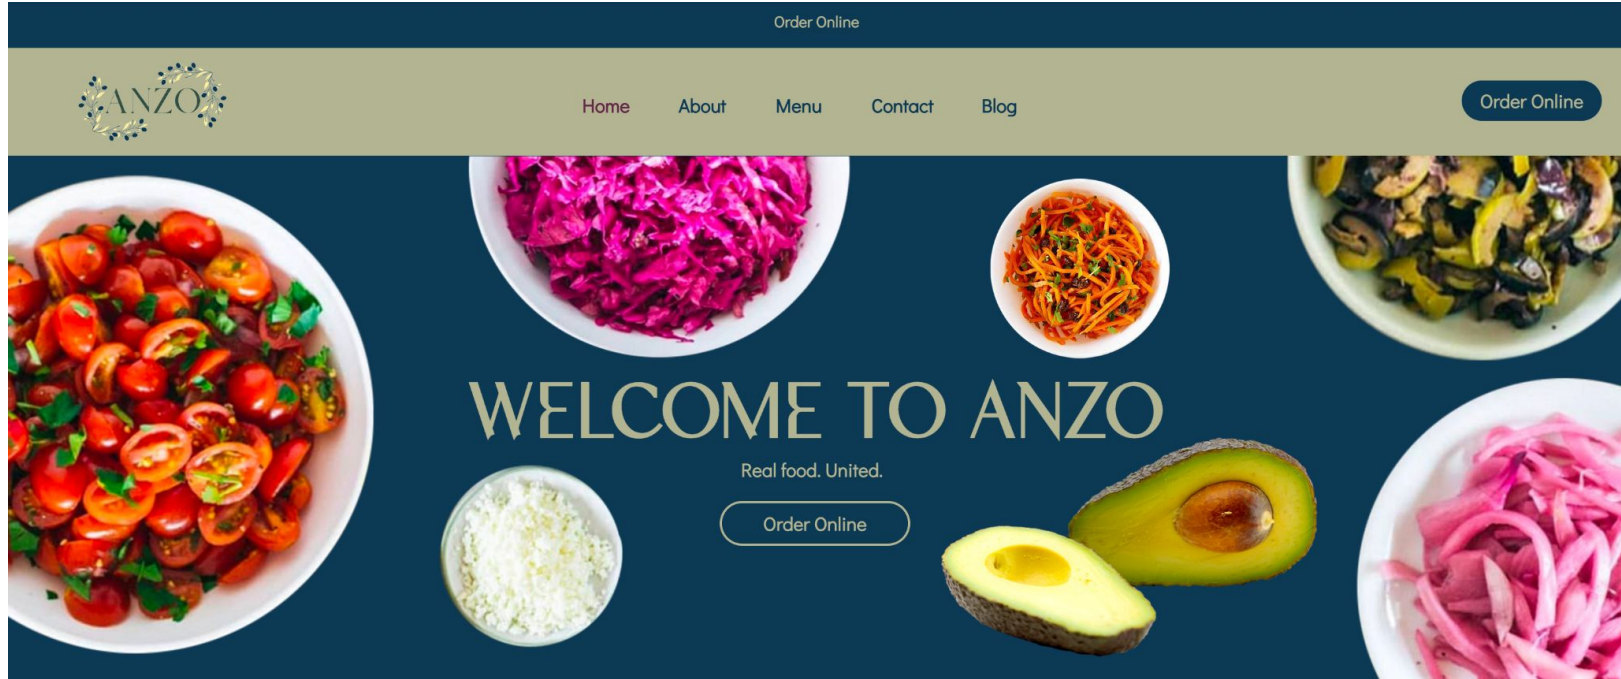 Order Online
ANZO
Home About Menu Contact Blog
Order Online
WELCOME TO ANZO
Real food. United.
Order Online